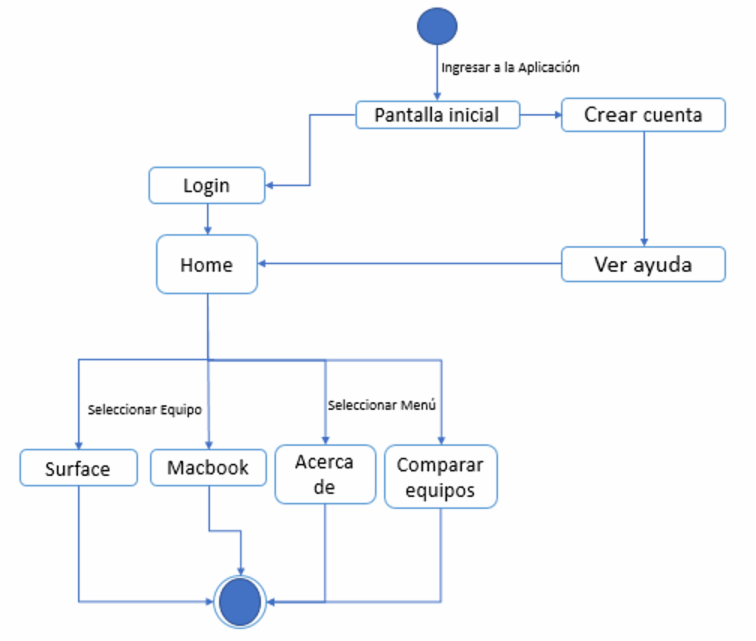 Ingresar a la Aplicación
Pantalla inicial
Crear cuenta
Login
Home
Ver ayuda
Seleccionar Equipo
Seleccionar Menú
Surface
Macbook
Acerca
de
Comparar
equipos